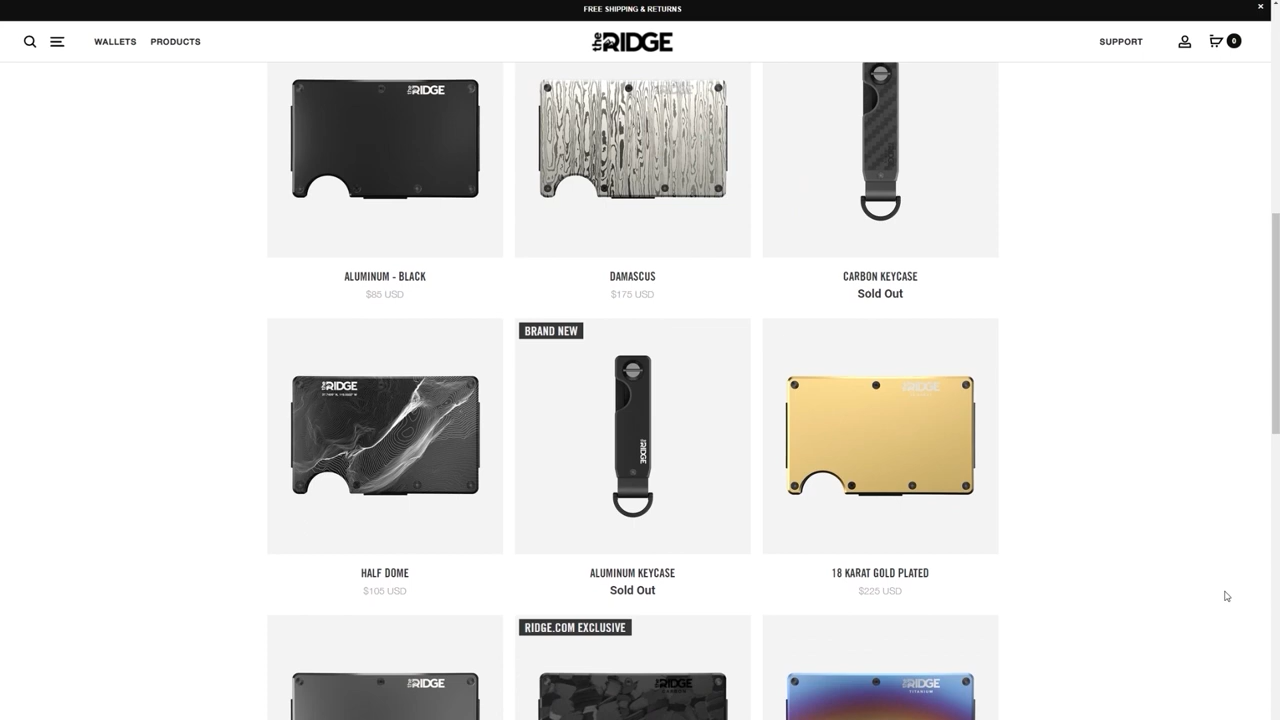 FREE SHIPPING & RETURNS
WALLETS PRODUCTS
the RIDGE
SUPPORT
0
the RIDGE
ALUMINUM - BLACK
$85 USD
DAMASCUS
$175 USD
CARBON KEYCASE
Sold Out
the RIDGE
HALF DOME
$105 USD
BRAND NEW
the RIDGE
ALUMINUM KEYCASE
Sold Out
the RIDGE
18 KARAT GOLD PLATED
$225 USD
the RIDGE
RIDGE.COM EXCLUSIVE
the RIDGE
CARBON
the RIDGE
TITANIUM